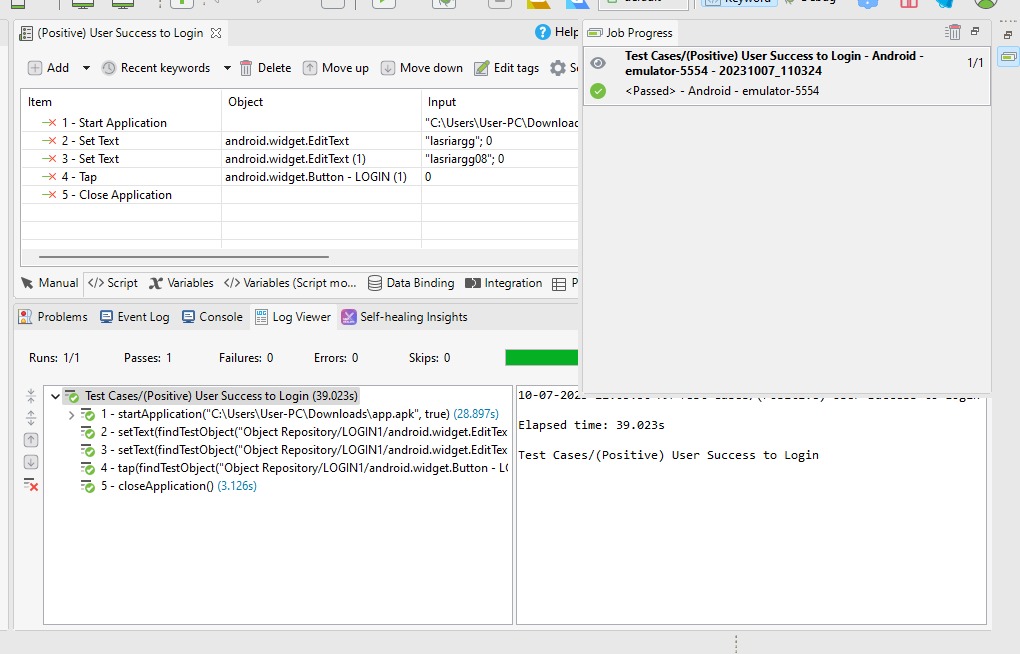 default
Keyword
Debug
(Positive) User Success to Login
Help
Job Progress
Add
Recent keywords
Delete
Move up
Move down
Edit tags
Test Cases/(Positive) User Success to Login - Android - emulator-5554 - 20231007_110324
1/1
<Passed> - Android - emulator-5554
Item Object Input
1 - Start Application "C:\Users\User-PC\Downloads
2 - Set Text android.widget.EditText "lasriargg"; 0
3 - Set Text android.widget.EditText (1) "lasriargg08"; 0
4 - Tap android.widget.Button - LOGIN (1) 0
5 - Close Application
Manual </> Script Variables </> Variables (Script mo... Data Binding Integration P
Problems Event Log Console Log Viewer Self-healing Insights
Runs: 1/1 Passes: 1 Failures: 0 Errors: 0 Skips: 0
Test Cases/(Positive) User Success to Login (39.023s)
1 - startApplication("C:\Users\User-PC\Downloads\app.apk", true) (28.897s)
2 - setText(findTestObject("Object Repository/LOGIN1/android.widget.EditTex
3 - setText(findTestObject("Object Repository/LOGIN1/android.widget.EditTex
4 - tap(findTestObject("Object Repository/LOGIN1/android.widget.Button - LO
5 - closeApplication() (3.126s)
Elapsed time: 39.023s
Test Cases/(Positive) User Success to Login